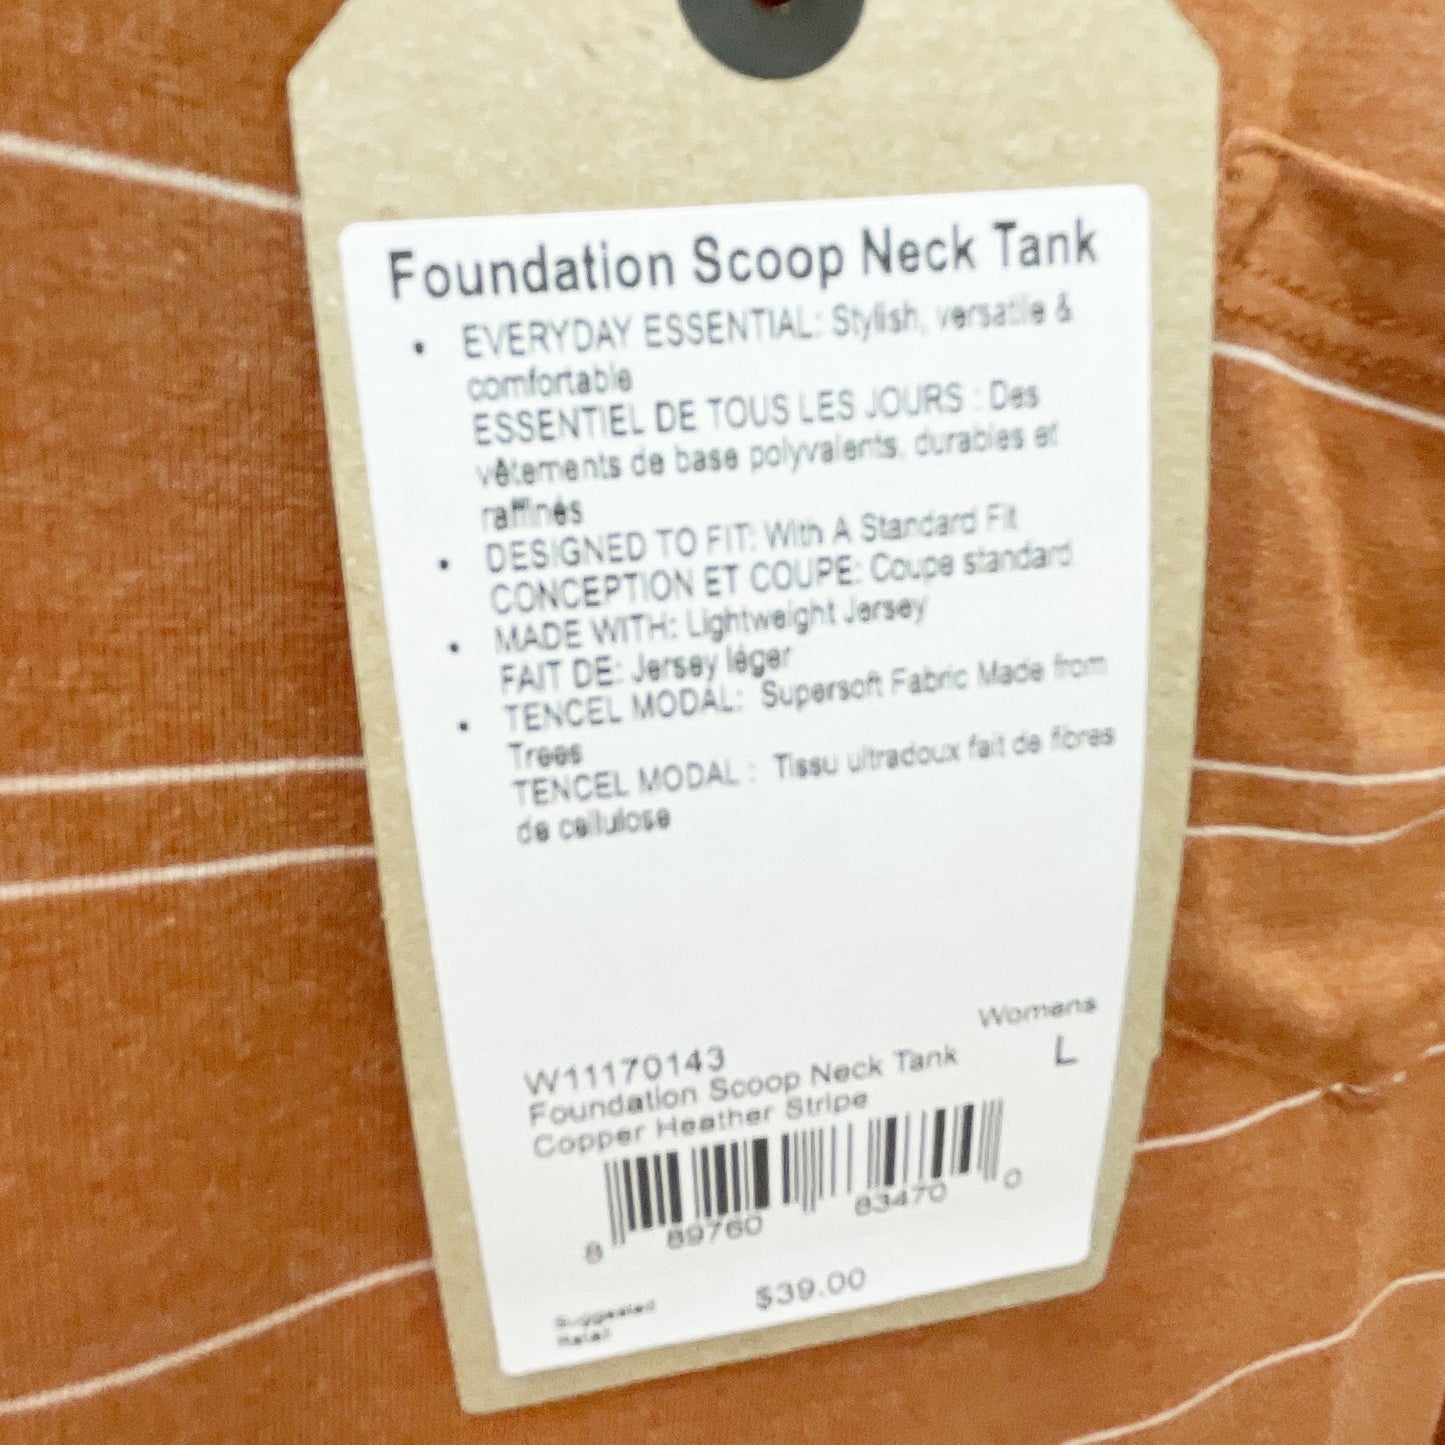 Foundation Scoop Neck Tank
• EVERYDAY ESSENTIAL: Stylish, versatile &
comfortable
ESSENTIEL DE TOUS LES JOURS : Des
vêtements de base polyvalents, durables et
raffinés
• DESIGNED TO FIT: With A Standard Fit
CONCEPTION ET COUPE: Coupe standard
• MADE WITH: Lightweight Jersey
FAIT DE: Jersey léger
• TENCEL MODAL: Supersoft Fabric Made from
Trees
TENCEL MODAL : Tissu ultradoux fait de fibres
de cellulose
Womens
L
W11170143
Foundation Scoop Neck Tank
Copper Heather Stripe
8 89760 83470 0
Suggested
Retail
$39.00